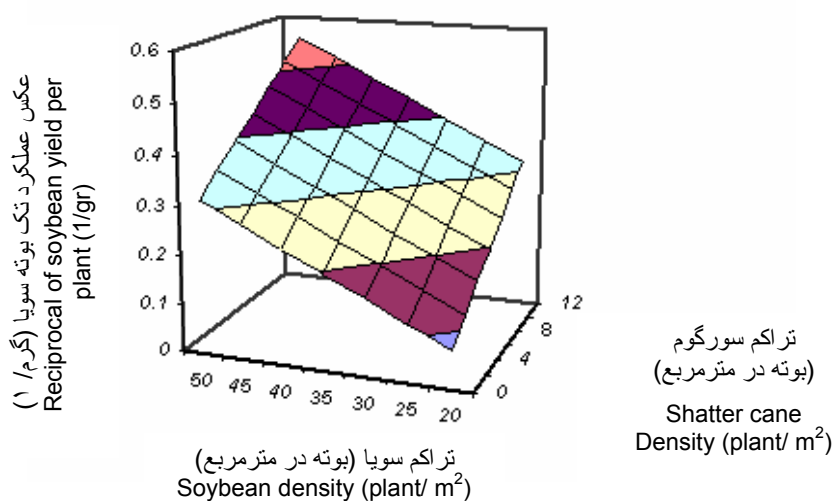 عکس عملکرد تک بوته سویا (گرم/ ۱)
Reciprocal of soybean yield per
plant (1/gr)
0.6
0.5
0.4
0.3
0.2
0.1
0
50 45 40 35 30 25 20
0
4
8
12
تراکم سویا (بوته در مترمربع)
Soybean density (plant/ m²)
تراکم سورگوم
(بوته در مترمربع)
Shatter cane
Density (plant/ m²)